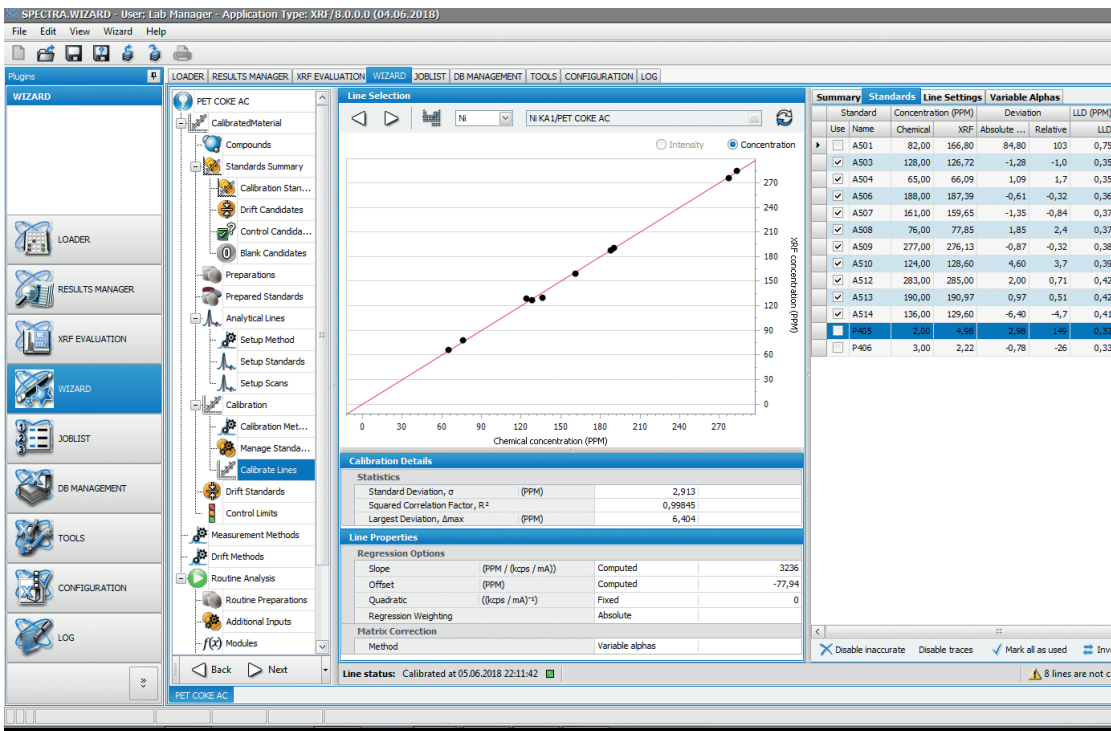 SPECTRA.WIZARD - User: Lab Manager - Application Type: XRF/8.0.0.0 (04.06.2018)
File Edit View Wizard Help
Plugins
WIZARD
LOADER
RESULTS MANAGER
XRF EVALUATION
WIZARD
JOBLIST
DB MANAGEMENT
TOOLS
CONFIGURATION
LOG
LOADER RESULTS MANAGER XRF EVALUATION WIZARD JOBLIST DB MANAGEMENT TOOLS CONFIGURATION LOG
PET COKE AC
CalibratedMaterial
Compounds
Standards Summary
Calibration Stan...
Drift Candidates
Control Candida...
Blank Candidates
Preparations
Prepared Standards
Analytical Lines
Setup Method
Setup Standards
Setup Scans
Calibration
Calibration Met...
Manage Standa...
Calibrate Lines
Drift Standards
Control Limits
Measurement Methods
Drift Methods
Routine Analysis
Routine Preparations
Additional Inputs
f(x) Modules
Back Next
PET COKE AC
Line Selection
Ni Ni KA1/PET COKE AC
Intensity Concentration
270
240
210
180
150
120
90
60
30
0
XRF concentration (PPM)
0 30 60 90 120 150 180 210 240 270
Chemical concentration (PPM)
Calibration Details
Statistics
Standard Deviation, σ (PPM) 2,913
Squared Correlation Factor, R² 0,99845
Largest Deviation, Δmax (PPM) 6,404
Line Properties
Regression Options
Slope (PPM / (kcps / mA)) Computed 3236
Offset (PPM) Computed -77,94
Quadratic ((kcps / mA)⁻¹) Fixed 0
Regression Weighting Absolute
Matrix Correction
Method Variable alphas
Line status: Calibrated at 05.06.2018 22:11:42
Summary Standards Line Settings Variable Alphas
Standard Concentration (PPM) Deviation LLD (PPM)
Use Name Chemical XRF Absolute ... Relative LLD
A501 82,00 166,80 84,80 103 0,75
A503 128,00 126,72 -1,28 -1,0 0,35
A504 65,00 66,09 1,09 1,7 0,35
A506 188,00 187,39 -0,61 -0,32 0,36
A507 161,00 159,65 -1,35 -0,84 0,37
A508 76,00 77,85 1,85 2,4 0,37
A509 277,00 276,13 -0,87 -0,32 0,38
A510 124,00 128,60 4,60 3,7 0,39
A512 283,00 285,00 2,00 0,71 0,42
A513 190,00 190,97 0,97 0,51 0,42
A514 136,00 129,60 -6,40 -4,7 0,41
P405 2,00 4,98 2,98 149 0,32
P406 3,00 2,22 -0,78 -26 0,33
Disable inaccurate Disable traces Mark all as used Inv
8 lines are not c